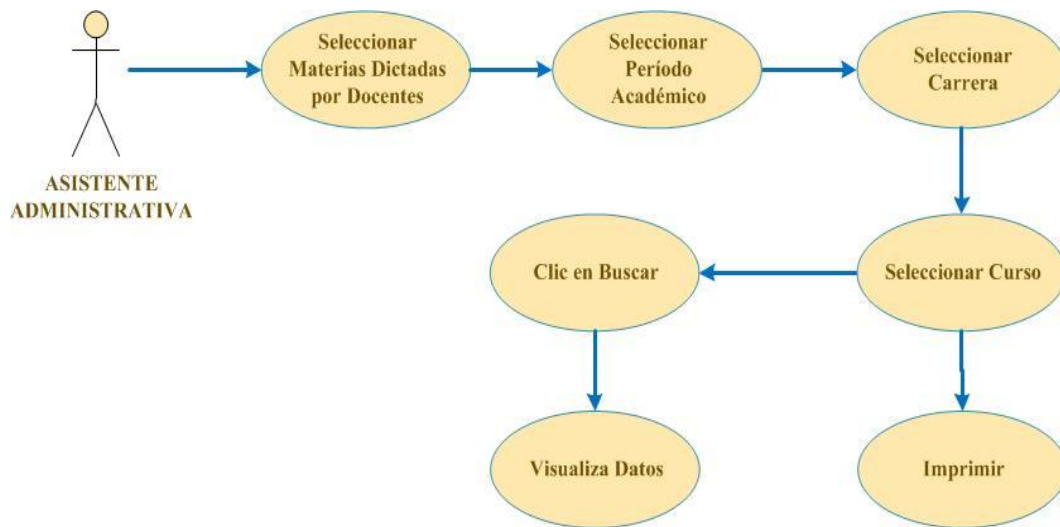 Seleccionar
Materias Dictadas
por Docentes
Seleccionar
Período
Académico
Seleccionar
Carrera
ASISTENTE
ADMINISTRATIVA
Clic en Buscar
Seleccionar Curso
Visualiza Datos
Imprimir